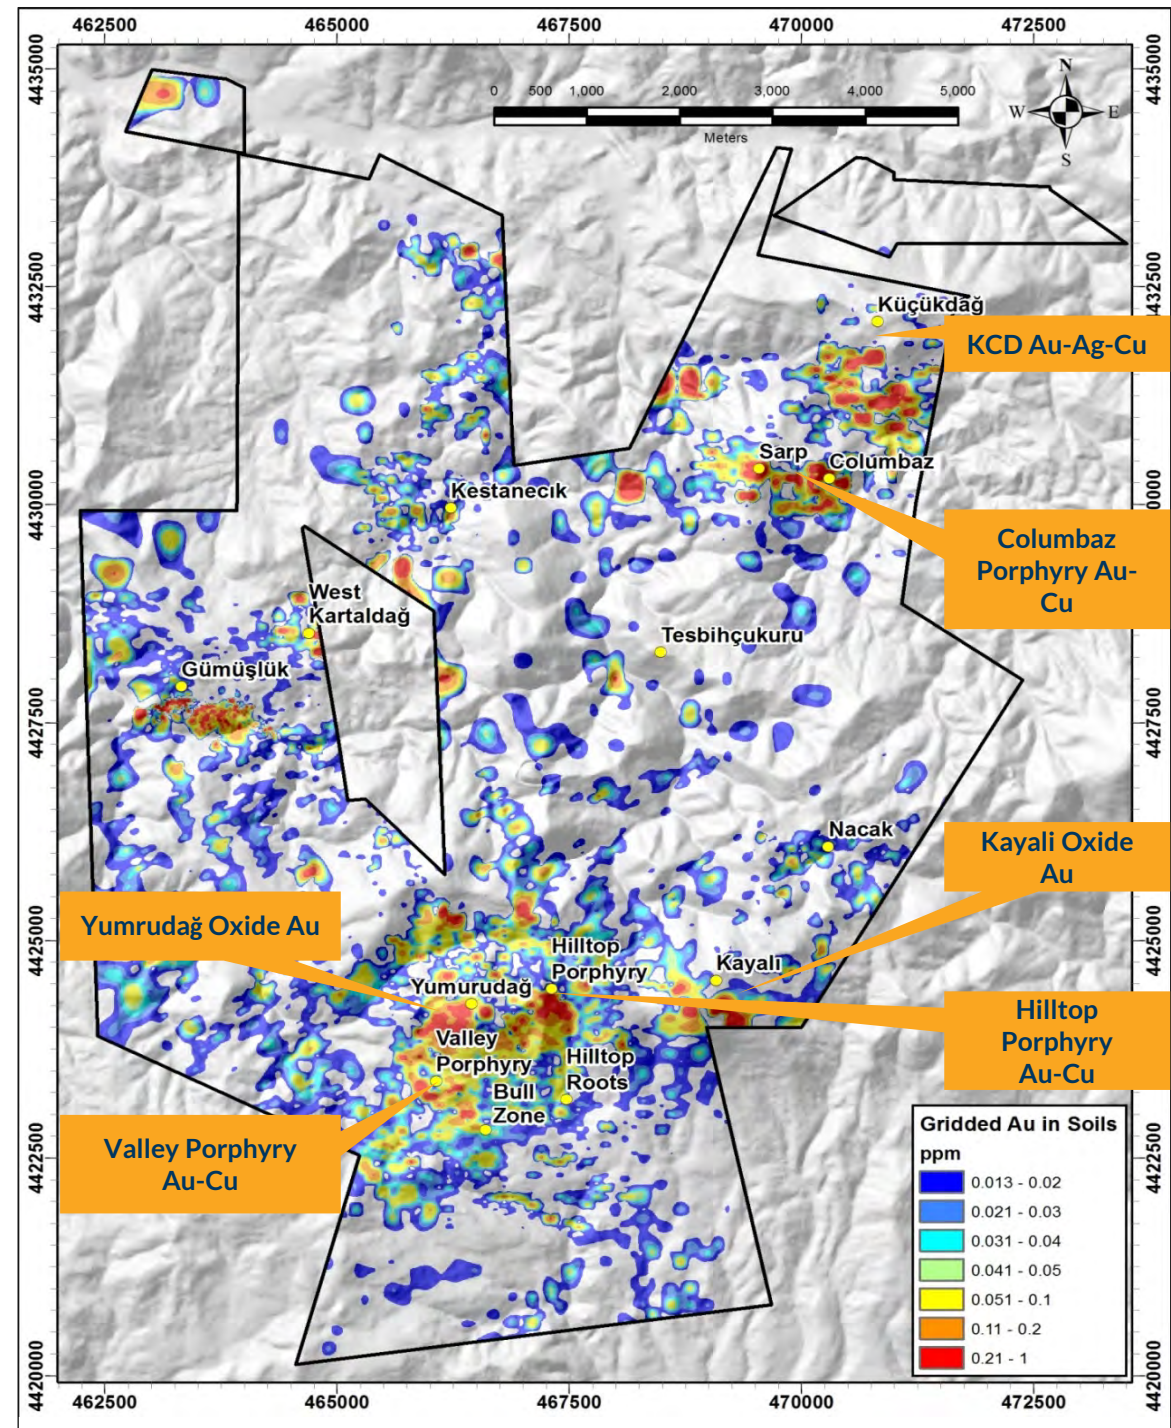 462500 465000 467500 470000 472500
4435000
4435000
N
W E
S
0 500 1,000 2,000 3,000 4,000 5,000
Meters
4432500
4432500
Küçükdağ
KCD Au-Ag-Cu
Sarp
Columbaz
Kestanecık
4430000
4430000
Columbaz
Porphyry Au-
Cu
West
Kartaldağ
Tesbihçukuru
Gümüşlük
4427500
4427500
Nacak
Kayali Oxide
Au
Yumrudağ Oxide Au
4425000
4425000
Hilltop
Porphyry
Kayalı
Yumurudağ
Hilltop
Porphyry
Au-Cu
Valley
Porphyry
Hilltop
Roots
Bull
Zone
Valley Porphyry
Au-Cu
4422500
4422500
Gridded Au in Soils
ppm
0.013 - 0.02
0.021 - 0.03
0.031 - 0.04
0.041 - 0.05
0.051 - 0.1
0.11 - 0.2
0.21 - 1
4420000
4420000
462500 465000 467500 470000 472500